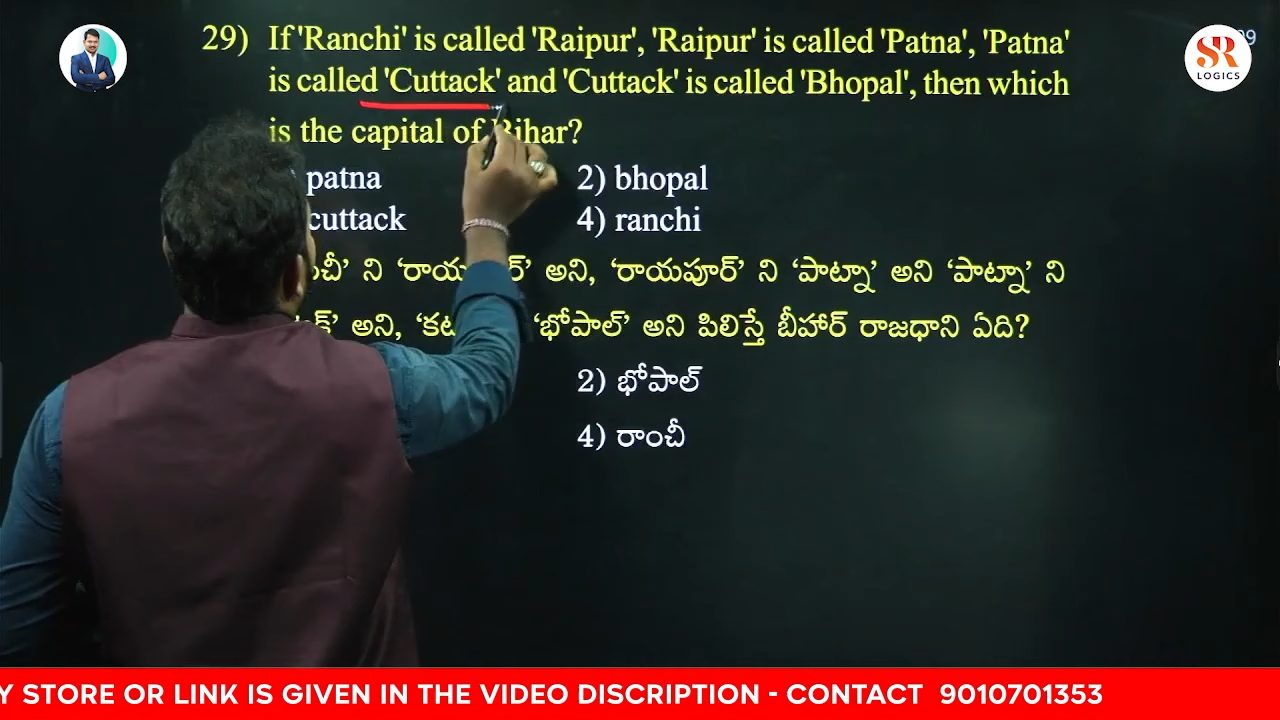 29) If 'Ranchi' is called 'Raipur', 'Raipur' is called 'Patna', 'Patna'
is called 'Cuttack' and 'Cuttack' is called 'Bhopal', then which
is the capital of Bihar?
patna 2) bhopal
cuttack 4) ranchi
ని ‘రాయ అని, ‘రాయపూర్’ ని ‘పాట్నా’ అని ‘పాట్నా’ ని
అని, ‘భోపాల్’ అని పిలిస్తే బీహార్ రాజధాని ఏది?
2) భోపాల్
4) రాంచీ
SR
LOGICS
Y STORE OR LINK IS GIVEN IN THE VIDEO DISCRIPTION - CONTACT 9010701353